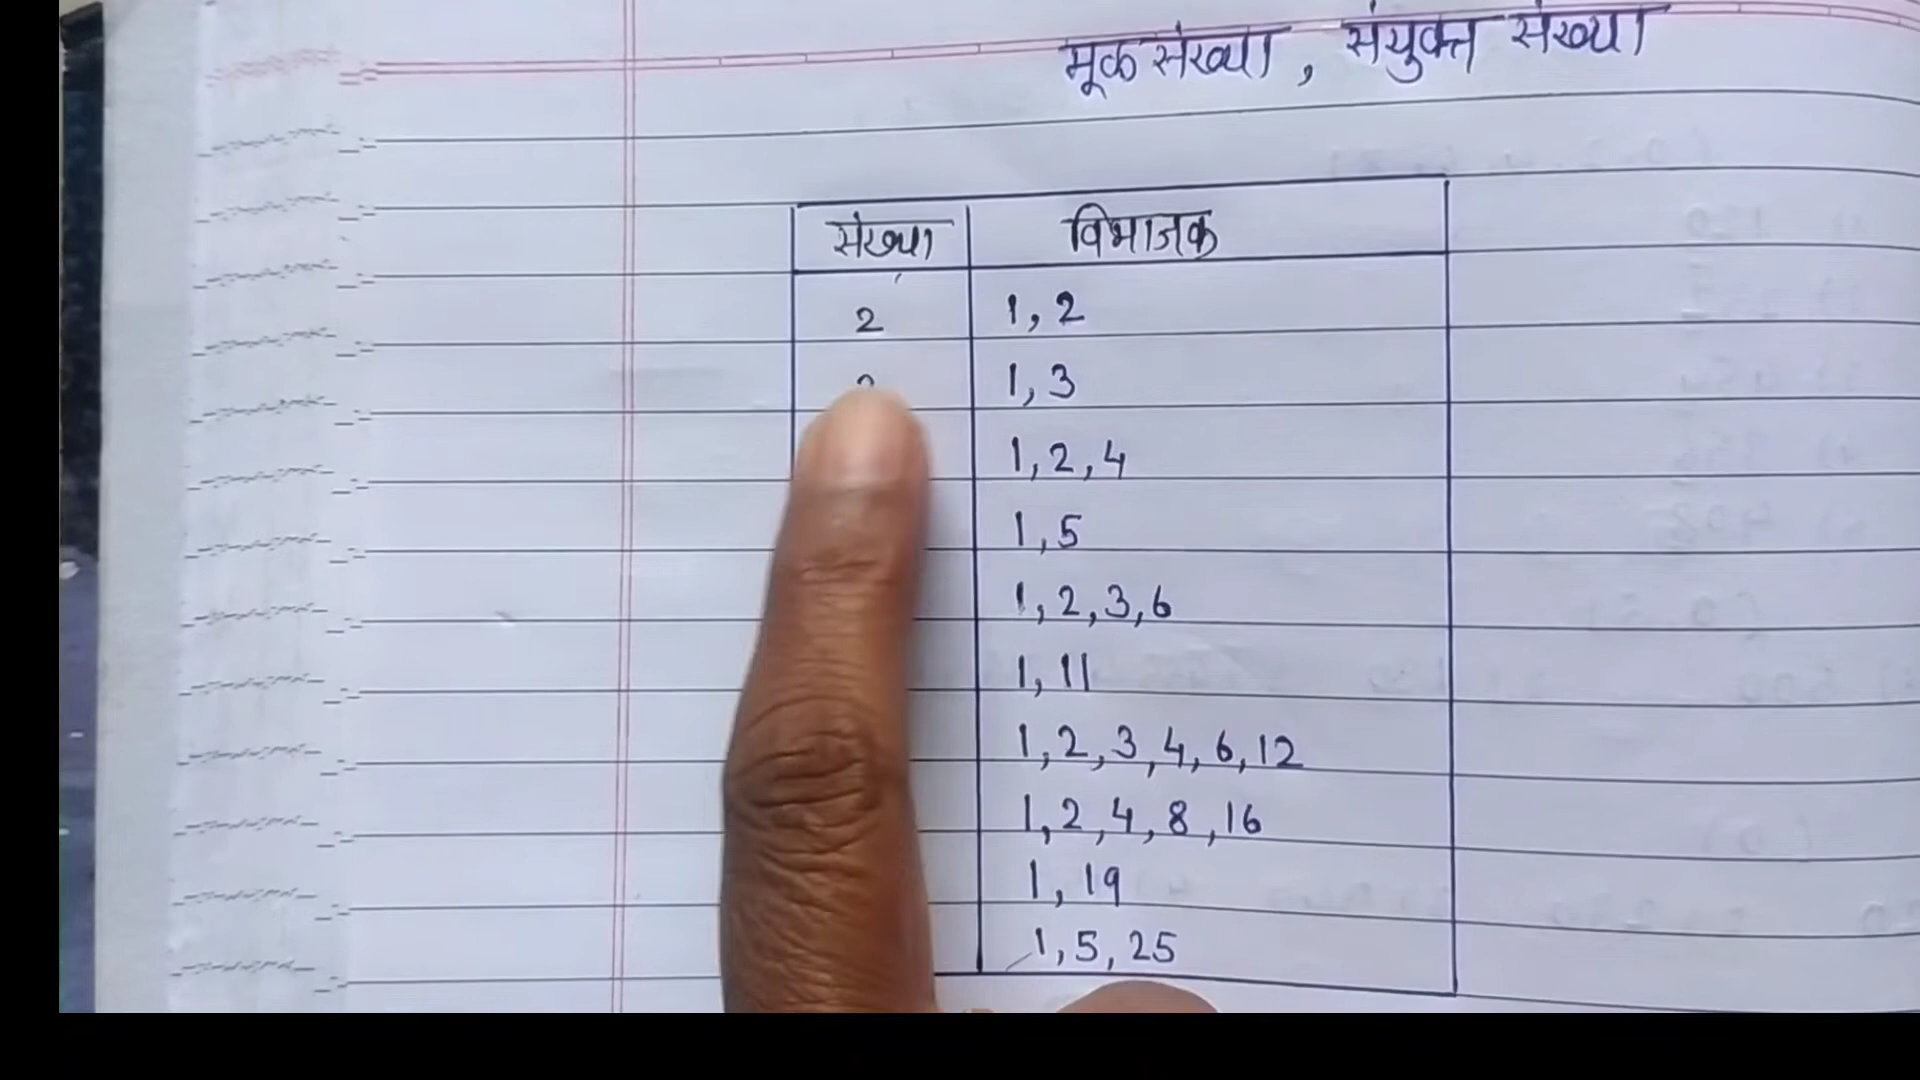 मूळ संख्या, संयुक्त संख्या
संख्या विभाजक
2 1, 2
1, 3
1, 2, 4
1, 5
1, 2, 3, 6
1, 11
1, 2, 3, 4, 6, 12
1, 2, 4, 8, 16
1, 19
1, 5, 25